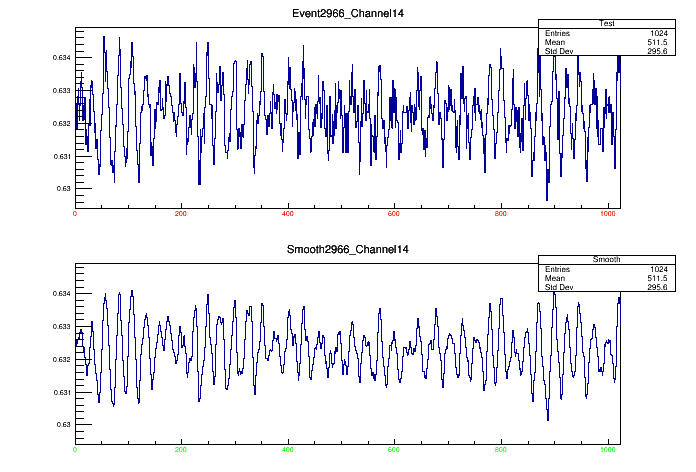 Event2966_Channel14
Test
Entries 1024
Mean 511.5
Std Dev 295.6
0.634
0.633
0.632
0.631
0.63
0 200 400 600 800 1000
Smooth2966_Channel14
Smooth
Entries 1024
Mean 511.5
Std Dev 295.6
0.634
0.633
0.632
0.631
0.63
0 200 400 600 800 1000